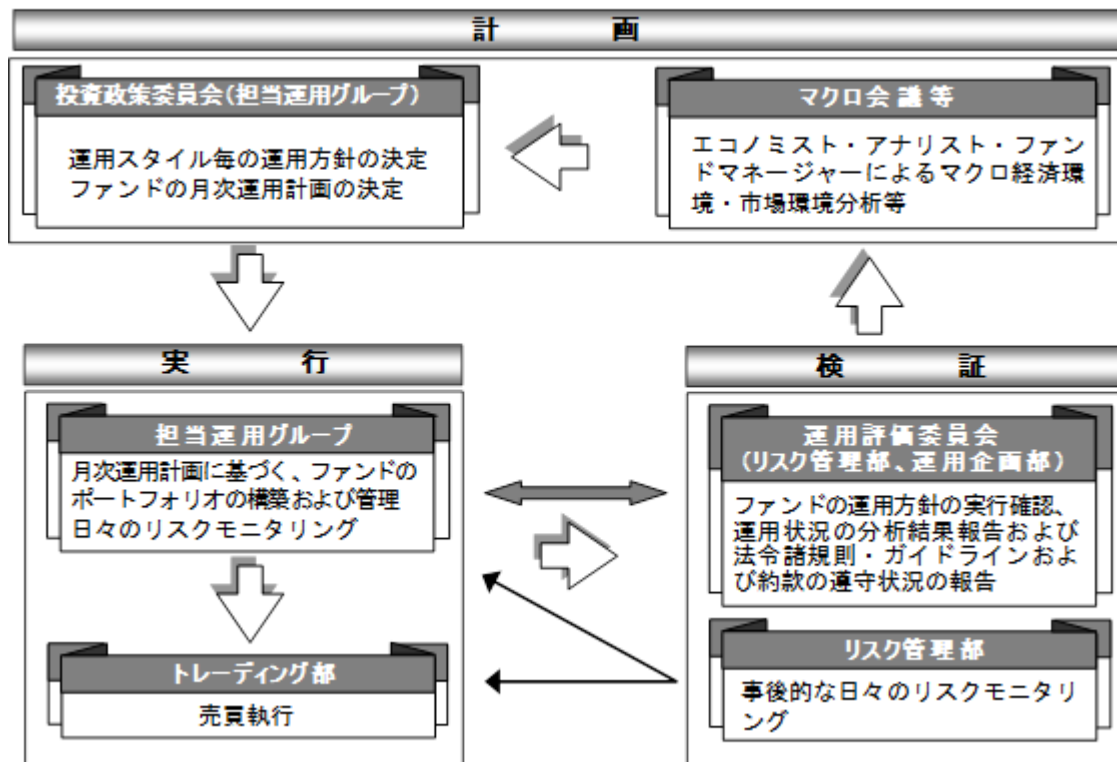 計 画
投資政策委員会(担当運用グループ)
運用スタイル毎の運用方針の決定
ファンドの月次運用計画の決定
マクロ会議等
エコノミスト・アナリスト・ファン
ドマネージャーによるマクロ経済環
境・市場環境分析等
実 行
担当運用グループ
月次運用計画に基づく、ファンドの
ポートフォリオの構築および管理
日々のリスクモニタリング
トレーディング部
売買執行
検 証
運用評価委員会
(リスク管理部、運用企画部)
ファンドの運用方針の実行確認、
運用状況の分析結果報告および
法令諸規則・ガイドラインおよ
び約款の遵守状況の報告
リスク管理部
事後的な日々のリスクモニタリ
ング